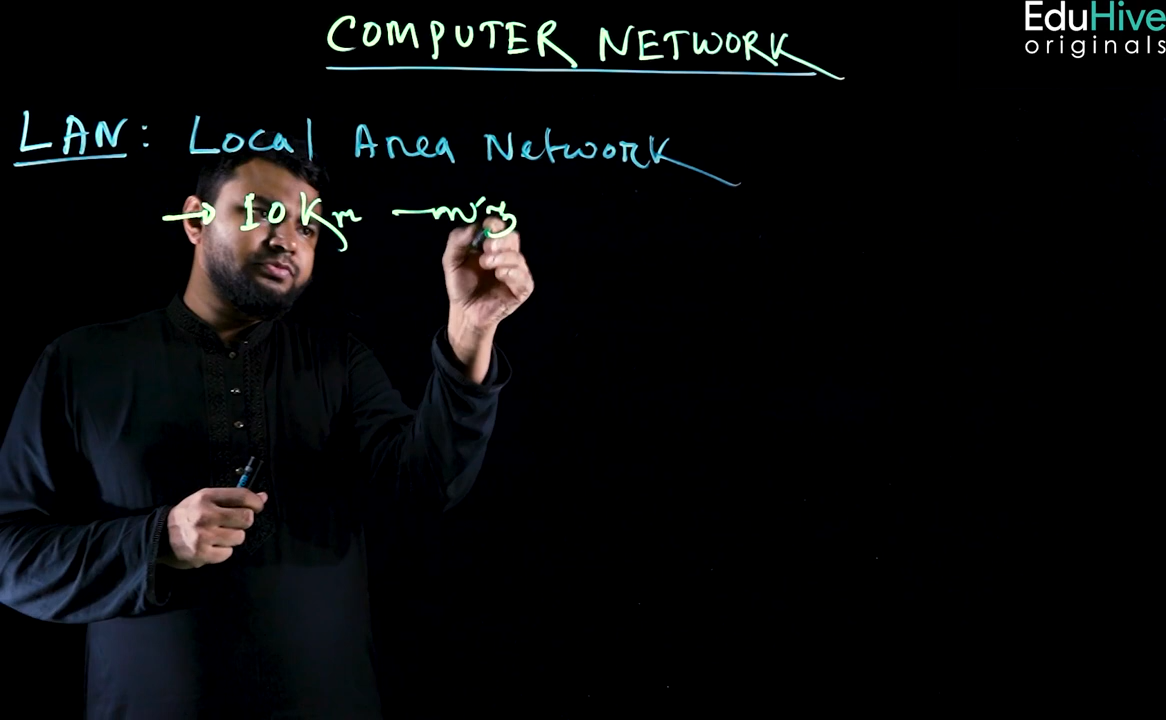 EduHive
originals
COMPUTER NETWORK
LAN: Local Area Network
→ 10 Km